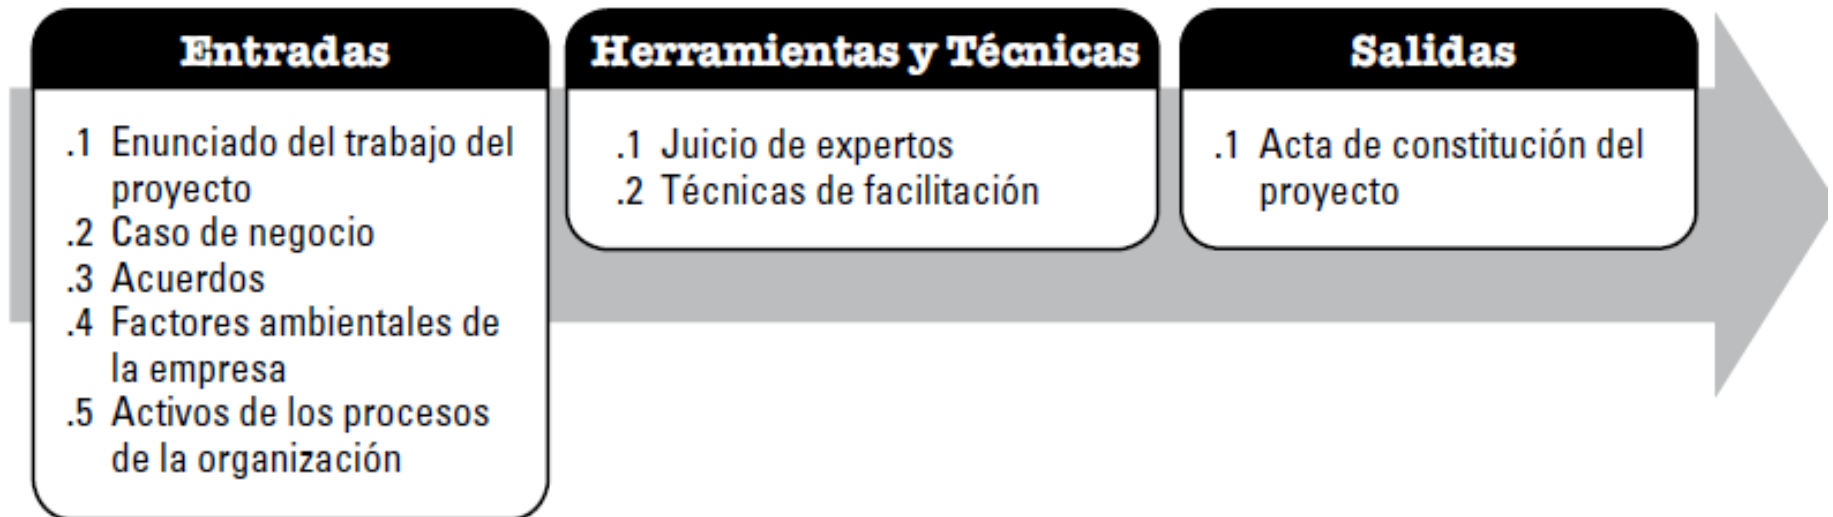 Entradas
.1 Enunciado del trabajo del
proyecto
.2 Caso de negocio
.3 Acuerdos
.4 Factores ambientales de
la empresa
.5 Activos de los procesos
de la organización
Herramientas y Técnicas
.1 Juicio de expertos
.2 Técnicas de facilitación
Salidas
.1 Acta de constitución del
proyecto